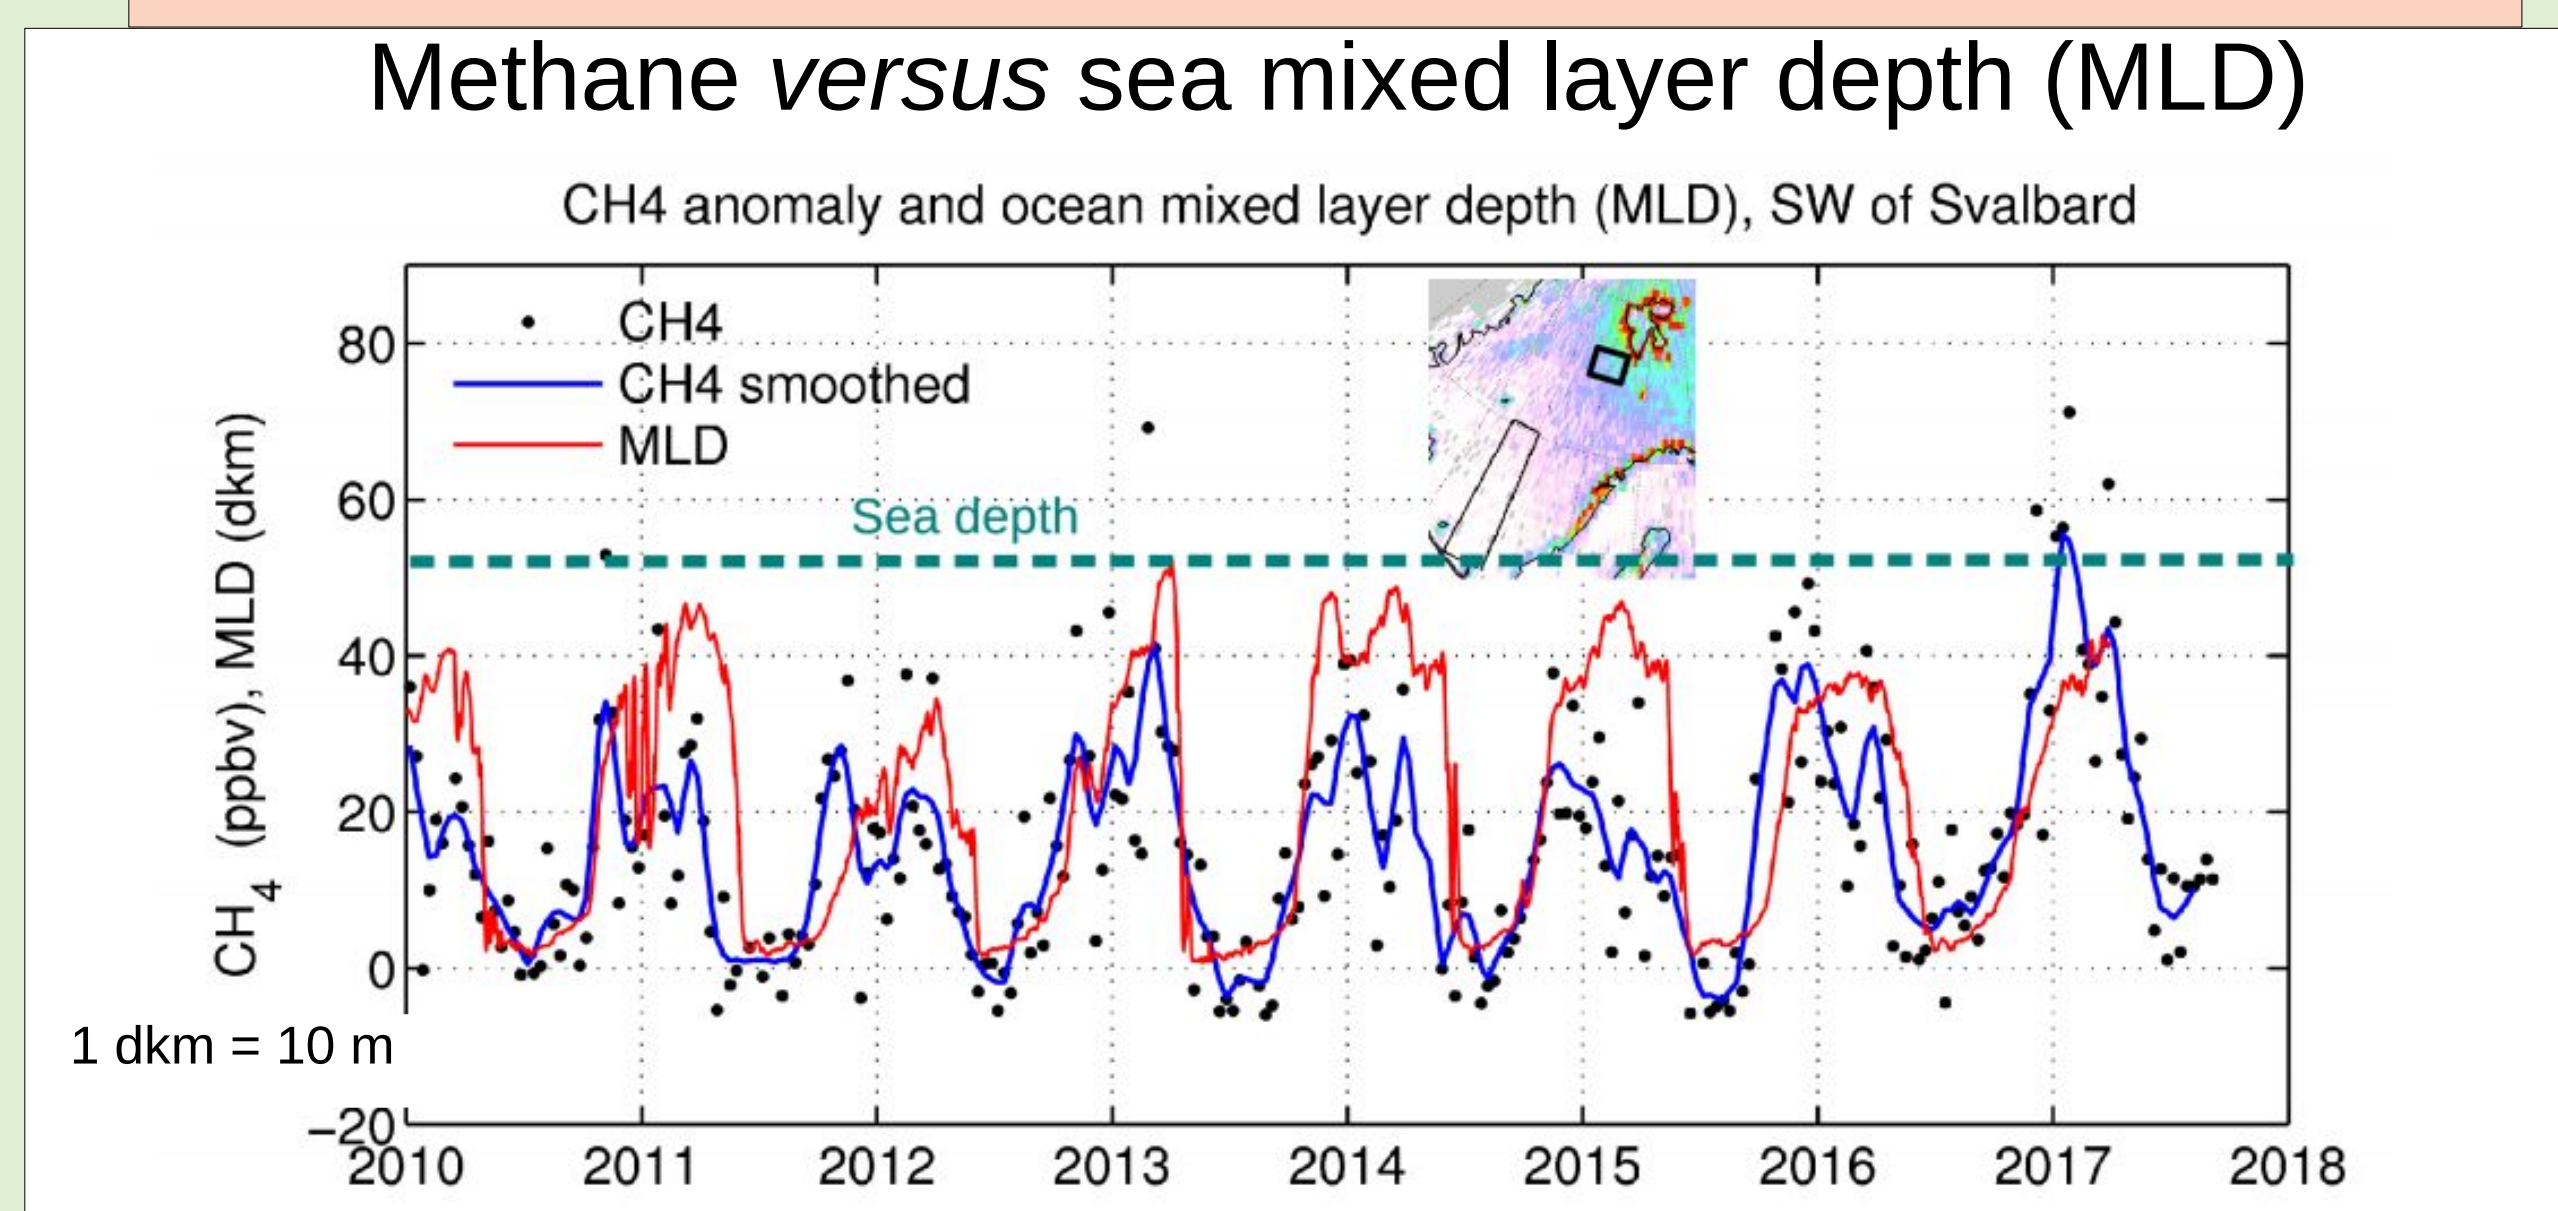 Methane versus sea mixed layer depth (MLD)
CH4 anomaly and ocean mixed layer depth (MLD), SW of Svalbard
CH4
CH4 smoothed
MLD
Sea depth
CH4 (ppbv), MLD (dkm)
80
60
40
20
0
−20
1 dkm = 10 m
2010 2011 2012 2013 2014 2015 2016 2017 2018